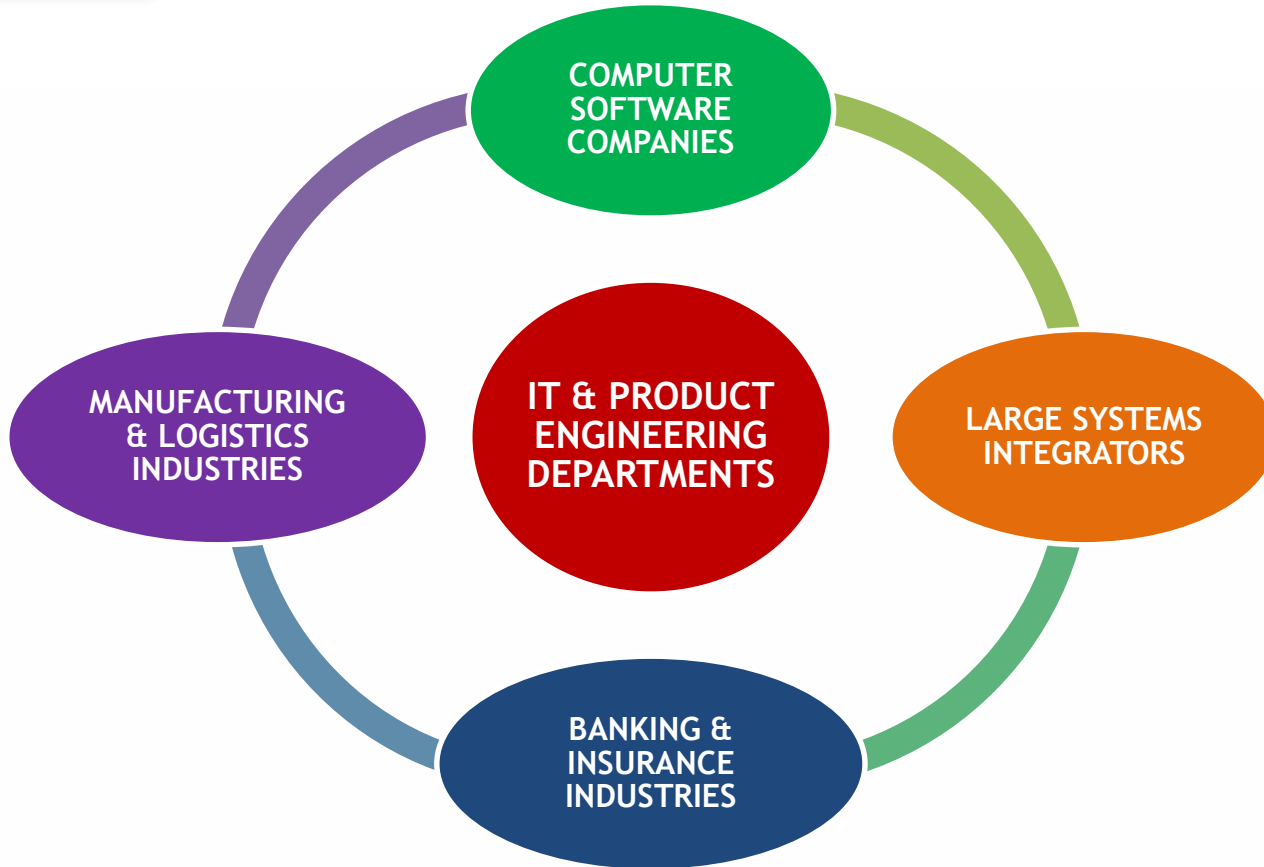 COMPUTER
SOFTWARE
COMPANIES
MANUFACTURING
& LOGISTICS
INDUSTRIES
IT & PRODUCT
ENGINEERING
DEPARTMENTS
LARGE SYSTEMS
INTEGRATORS
BANKING &
INSURANCE
INDUSTRIES